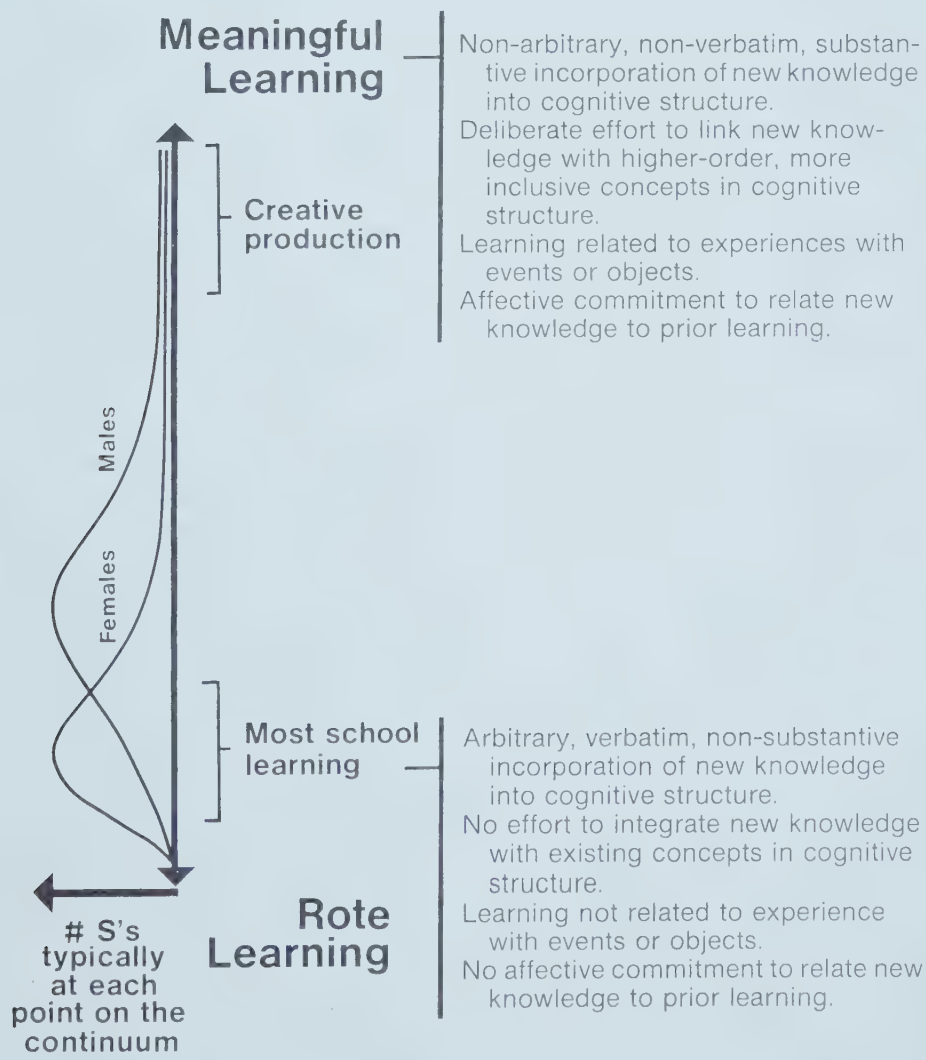 Meaningful
Learning
Non-arbitrary, non-verbatim, substan-
tive incorporation of new knowledge
into cognitive structure.
Deliberate effort to link new know-
ledge with higher-order, more
inclusive concepts in cognitive
structure.
Learning related to experiences with
events or objects.
Affective commitment to relate new
knowledge to prior learning.
Creative
production
Males
Females
Most school
learning
Arbitrary, verbatim, non-substantive
incorporation of new knowledge
into cognitive structure.
No effort to integrate new knowledge
with existing concepts in cognitive
structure.
Learning not related to experience
with events or objects.
No affective commitment to relate new
knowledge to prior learning.
Rote
Learning
# S's
typically
at each
point on the
continuum